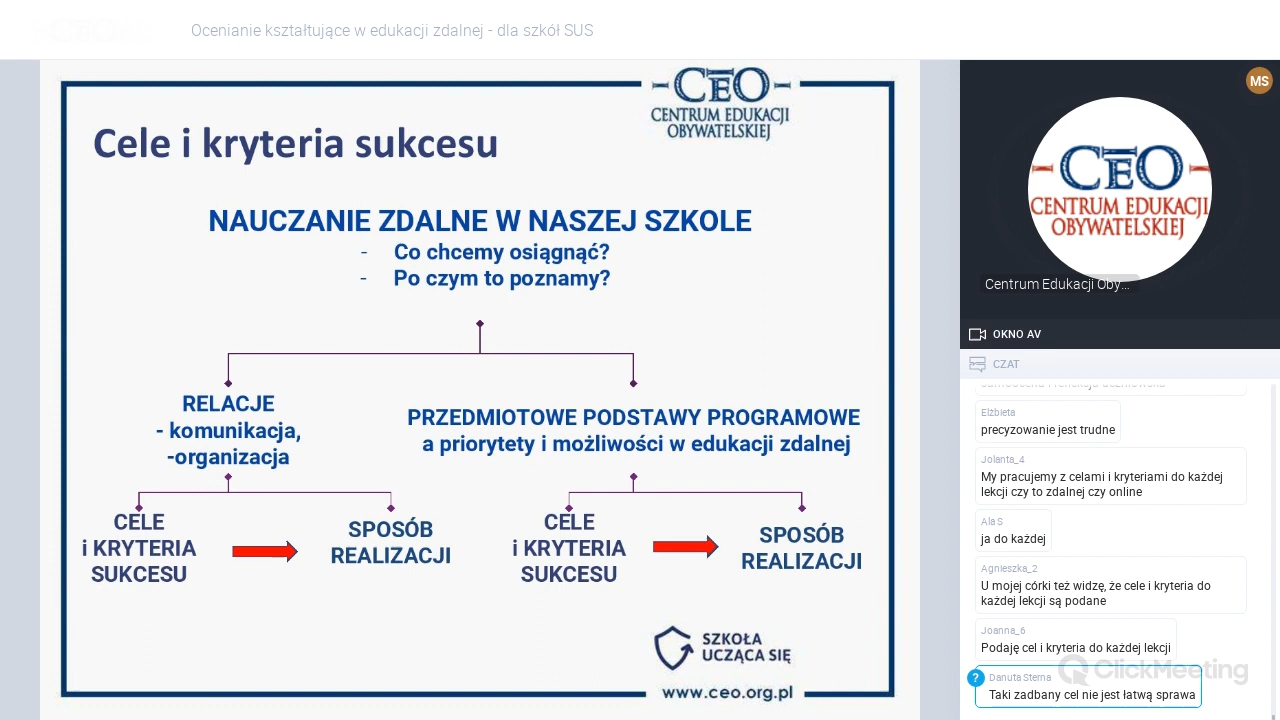 Ocenianie kształtujące w edukacji zdalnej - dla szkół SUS
CEO
CENTRUM EDUKACJI
OBYWATELSKIEJ
Cele i kryteria sukcesu
NAUCZANIE ZDALNE W NASZEJ SZKOLE
- Co chcemy osiągnąć?
- Po czym to poznamy?
RELACJE
- komunikacja,
-organizacja
PRZEDMIOTOWE PODSTAWY PROGRAMOWE
a priorytety i możliwości w edukacji zdalnej
CELE
i KRYTERIA
SUKCESU
SPOSÓB
REALIZACJI
CELE
i KRYTERIA
SUKCESU
SPOSÓB
REALIZACJI
SZKOŁA
UCZĄCA SIĘ
www.ceo.org.pl
MS
CEO
CENTRUM EDUKACJI
OBYWATELSKIEJ
Centrum Edukacji Oby...
OKNO AV
CZAT
Elżbieta
precyzowanie jest trudne
Jolanta_4
My pracujemy z celami i kryteriami do każdej
lekcji czy to zdalnej czy online
Ala S
ja do każdej
Agnieszka_2
U mojej córki też widzę, że cele i kryteria do
każdej lekcji są podane
Joanna_6
Podaję cel i kryteria do każdej lekcji
ClickMeeting
?
Danuta Sterna
Taki zadbany cel nie jest łatwą sprawa